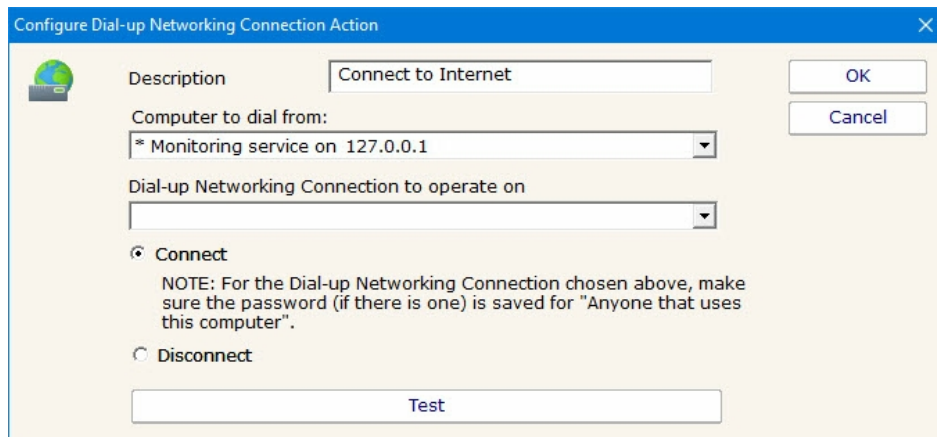 Configure Dial-up Networking Connection Action
Description
Connect to Internet
OK
Computer to dial from:
Cancel
* Monitoring service on 127.0.0.1
Dial-up Networking Connection to operate on
Connect
NOTE: For the Dial-up Networking Connection chosen above, make
sure the password (if there is one) is saved for "Anyone that uses
this computer".
Disconnect
Test